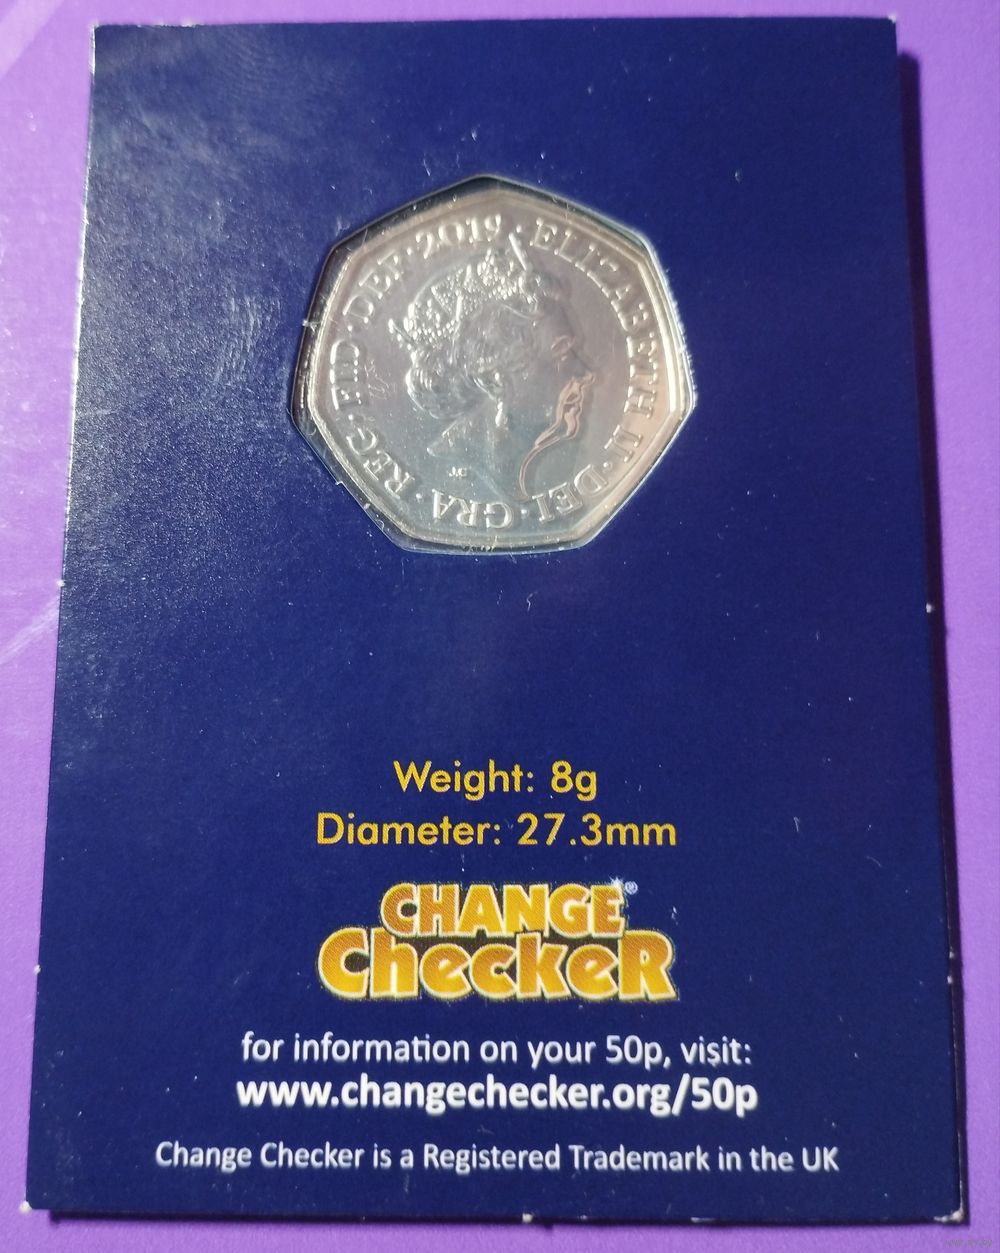 ELIZABETH II · DEI · GRA · REG · FID · DEF · 2019 ·
J.C
Weight: 8g
Diameter: 27.3mm
CHANGE®
CheckeR
for information on your 50p, visit:
www.changechecker.org/50p
Change Checker is a Registered Trademark in the UK